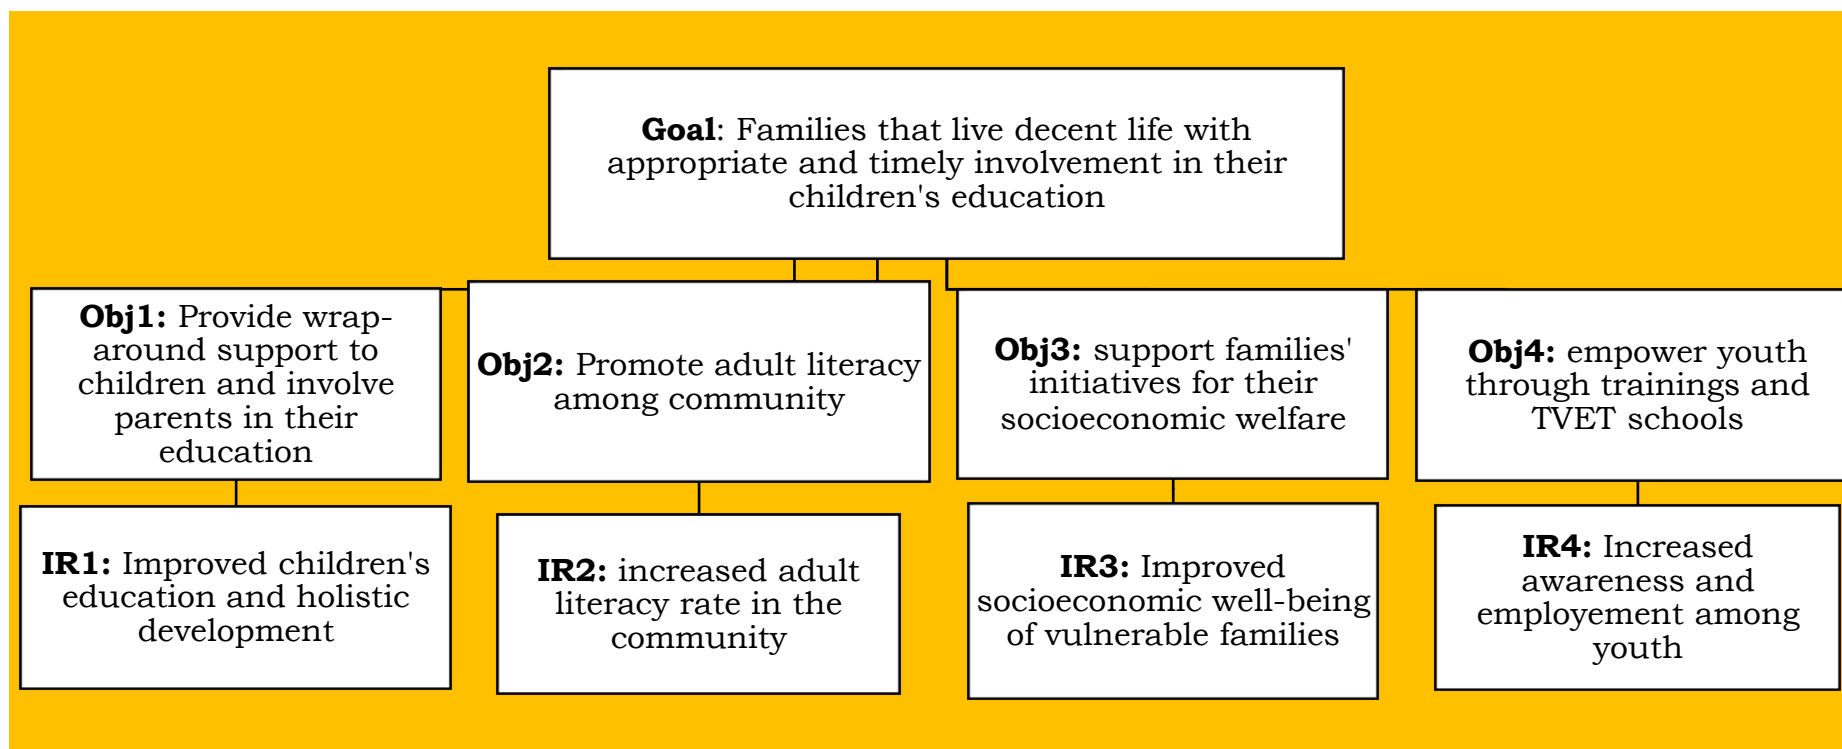 Goal: Families that live decent life with
appropriate and timely involvement in their
children's education
Obj1: Provide wrap-
around support to
children and involve
parents in their
education
Obj2: Promote adult literacy
among community
Obj3: support families'
initiatives for their
socioeconomic welfare
Obj4: empower youth
through trainings and
TVET schools
IR1: Improved children's
education and holistic
development
IR2: increased adult
literacy rate in the
community
IR3: Improved
socioeconomic well-being
of vulnerable families
IR4: Increased
awareness and
employement among
youth